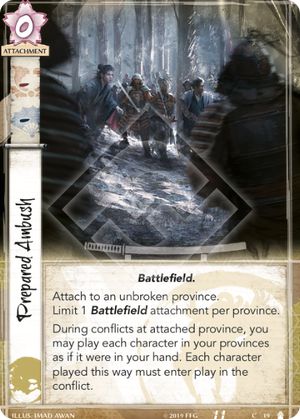 0
ATTACHMENT
Prepared Ambush
Battlefield.
Attach to an unbroken province.
Limit 1 Battlefield attachment per province.
During conflicts at attached province, you
may play each character in your provinces
as if it were in your hand. Each character
played this way must enter play in the
conflict.
ILLUS: IMAD AWAN
© 2019 FFG
C 19